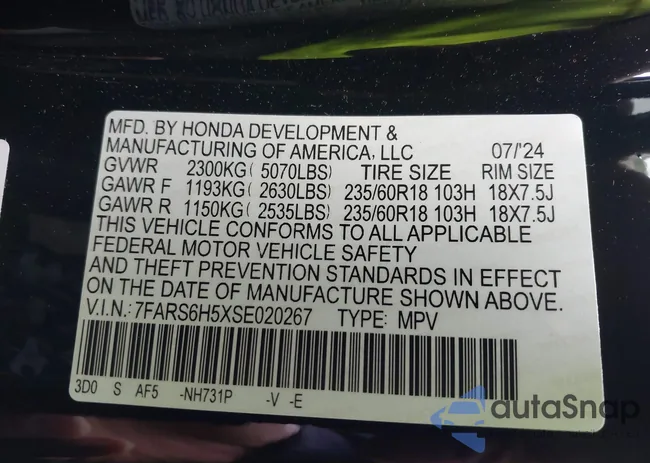 MFD. BY HONDA DEVELOPMENT &
MANUFACTURING OF AMERICA, LLC 07/'24
GVWR 2300KG( 5070LBS) TIRE SIZE RIM SIZE
GAWR F 1193KG( 2630LBS) 235/60R18 103H 18X7.5J
GAWR R 1150KG( 2535LBS) 235/60R18 103H 18X7.5J
THIS VEHICLE CONFORMS TO ALL APPLICABLE
FEDERAL MOTOR VEHICLE SAFETY
AND THEFT PREVENTION STANDARDS IN EFFECT
ON THE DATE OF MANUFACTURE SHOWN ABOVE.
V.I.N.: 7FARS6H5XSE020267 TYPE: MPV
3D0 S AF5 -NH731P -V -E
autaSnap